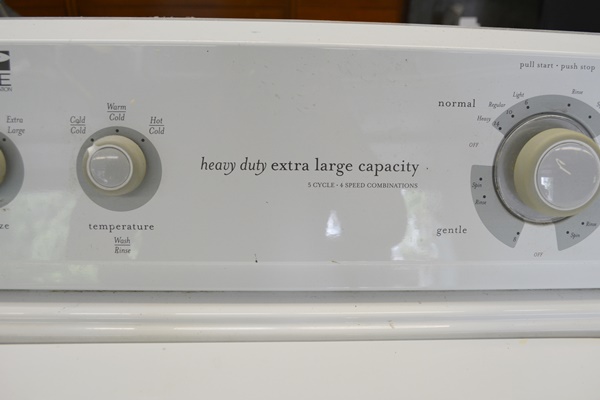 pull start · push stop
E
Extra
Large
Cold
Cold
Warm
Cold
Hot
Cold
heavy duty extra large capacity
5 CYCLE · 4 SPEED COMBINATIONS
ze
temperature
Wash
Rinse
normal
Light
Regular
Heavy
Rinse
OFF
Spin
Rinse
gentle
Rinse
Spin
OFF